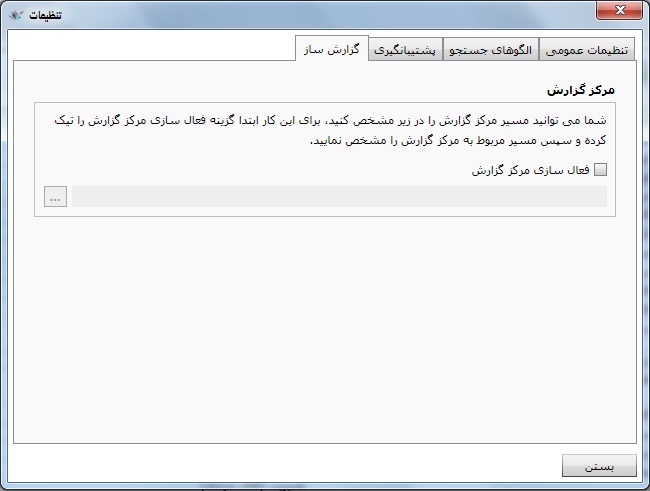 تنظیمات
تنظیمات عمومی
الگوهای جستجو
پشتیبانگیری
گزارش ساز
مرکز گزارش
شما می توانید مسیر مرکز گزارش را در زیر مشخص کنید، برای این کار ابتدا گزینه فعال سازی مرکز گزارش را تیک
کرده و سپس مسیر مربوط به مرکز گزارش را مشخص نمایید.
فعال سازی مرکز گزارش
...
بستن